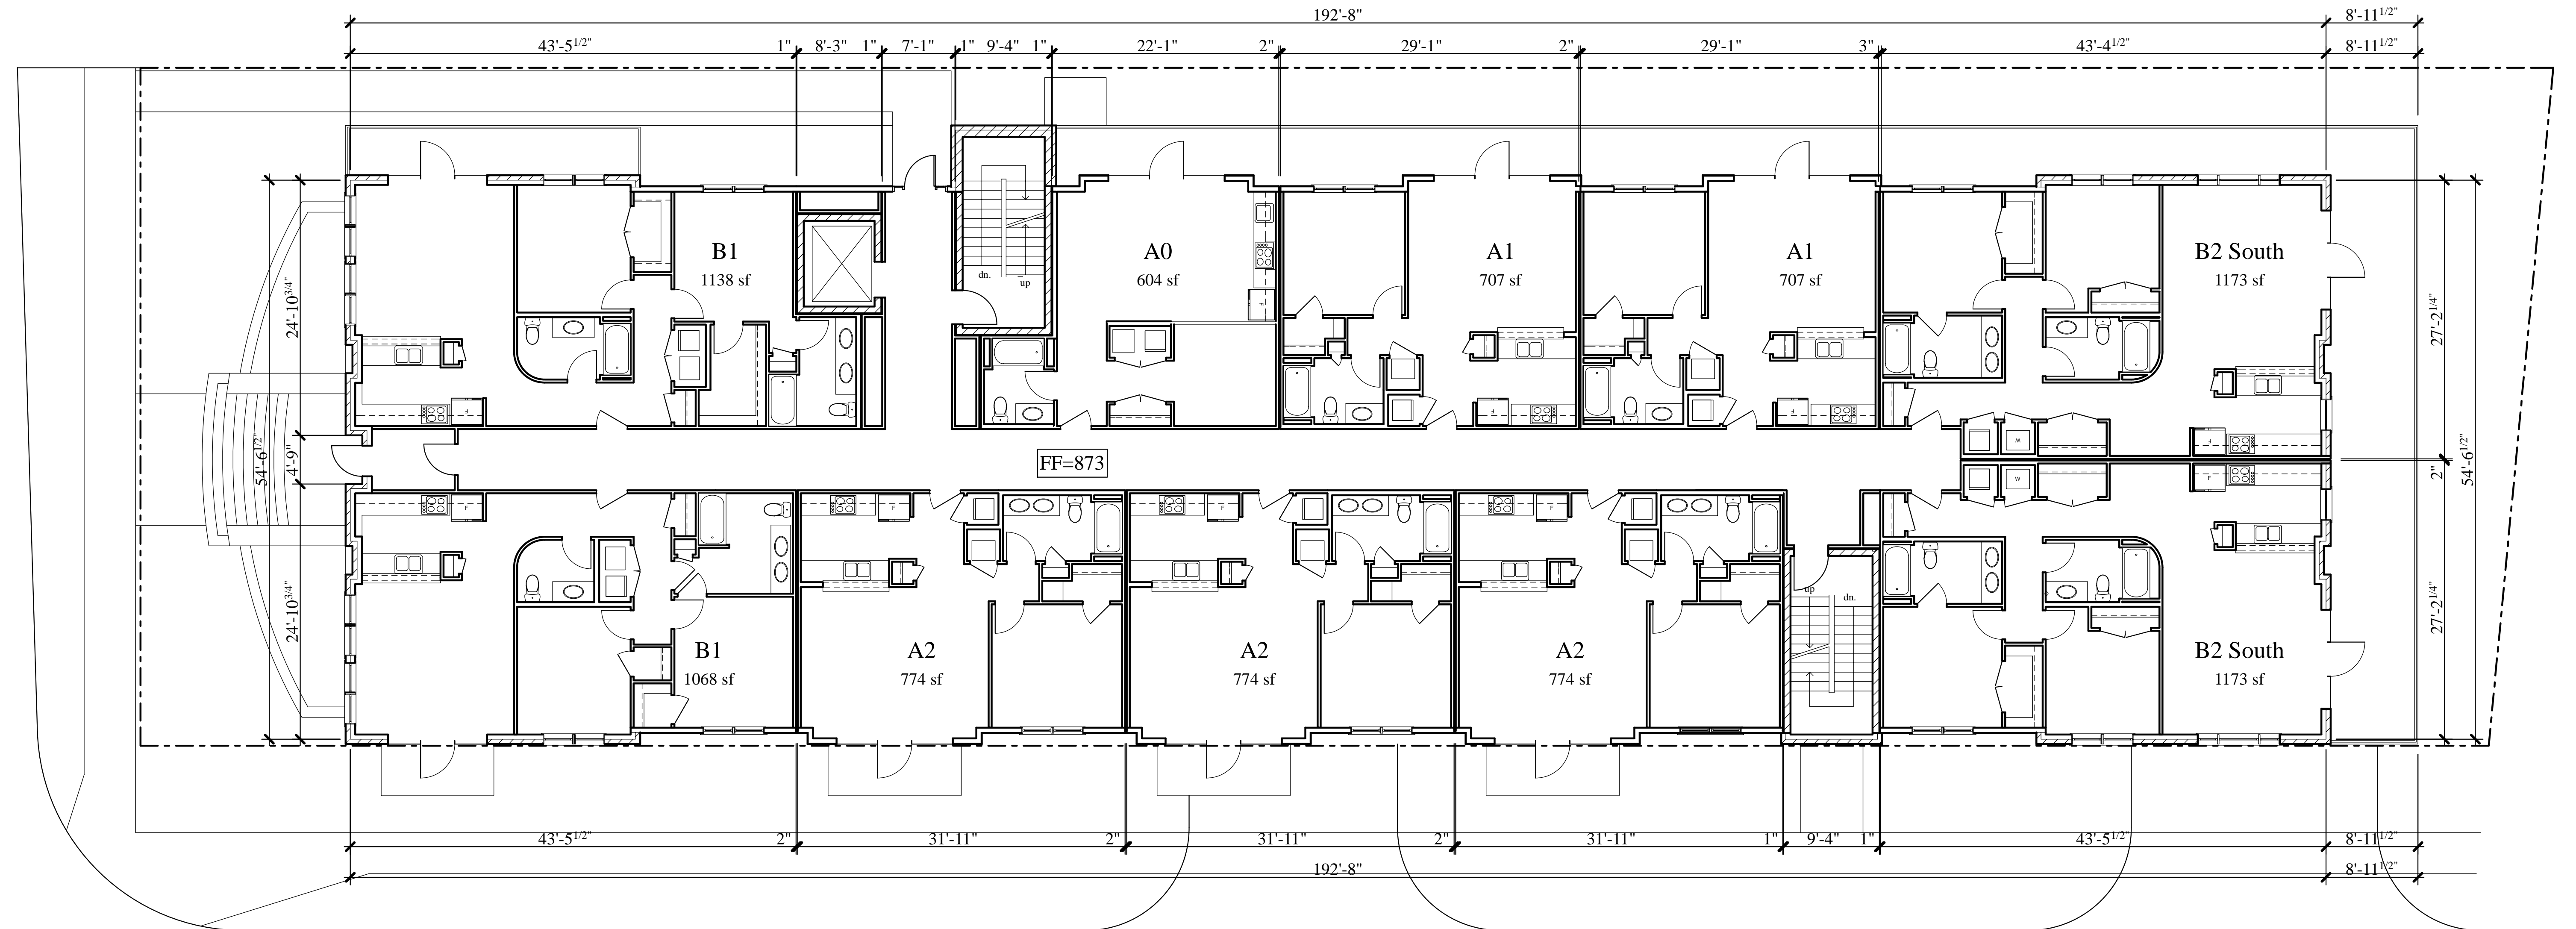 192'-8" 8'-11 1/2"
43'-5 1/2" 1" 8'-3" 1" 7'-1" 1" 9'-4" 1" 22'-1" 2" 29'-1" 2" 29'-1" 3" 43'-4 1/2" 8'-11 1/2"
B1 A0 A1 A1 B2 South
1138 sf 604 sf 707 sf 707 sf 1173 sf
dn. up
F
24'-10 3/4"
27'-2 1/4"
F F F F
W
54'-6 1/2"
4'-9"
FF=873
2"
54'-6 1/2"
W
F F F F F
up dn.
24'-10 3/4"
27'-2 1/4"
B1 A2 A2 A2 B2 South
1068 sf 774 sf 774 sf 774 sf 1173 sf
43'-5 1/2" 2" 31'-11" 2" 31'-11" 2" 31'-11" 1" 9'-4" 1" 43'-5 1/2" 8'-11 1/2"
192'-8" 8'-11 1/2"